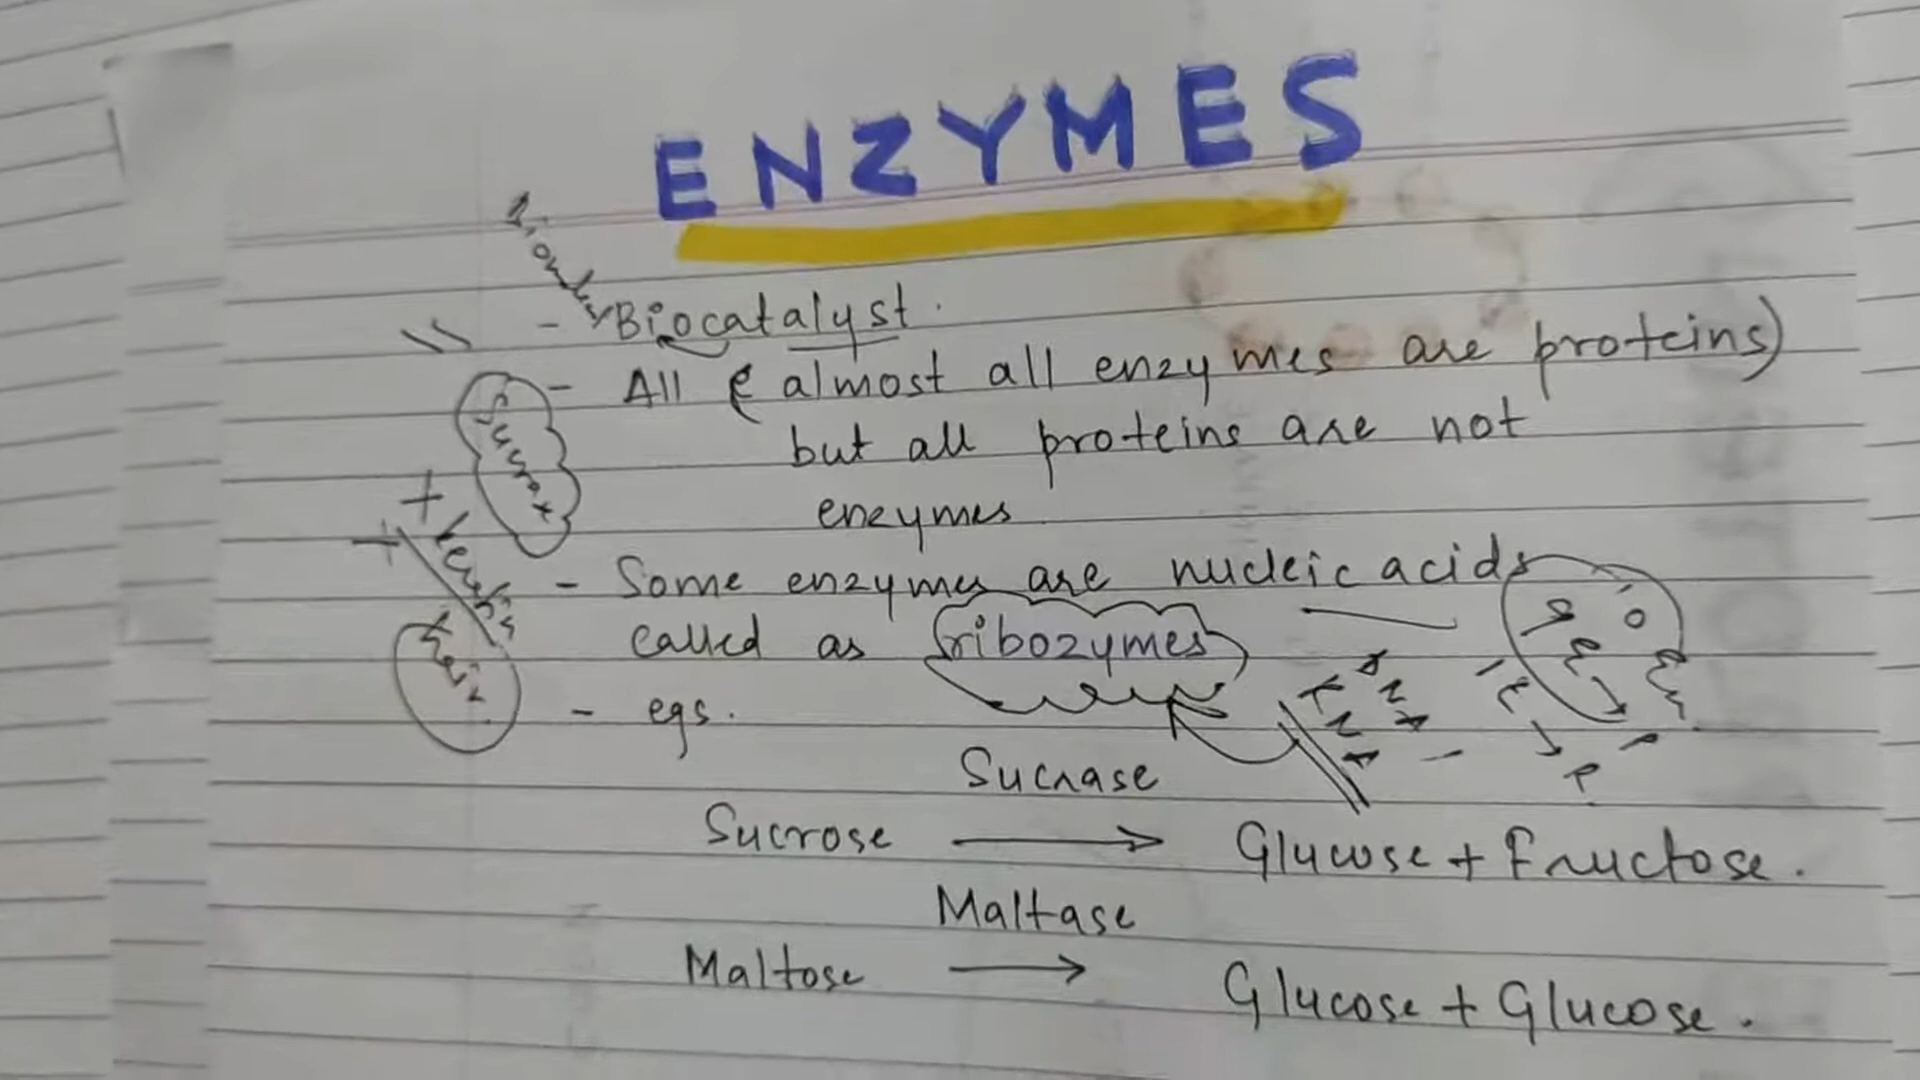 ENZYMES
- Biocatalyst.
- All ( almost all enzymes are proteins)
but all proteins are not
enzymes
- Some enzymes are nucleic acids
called as ribozymes
- egs.
Sucrase
Sucrose → Glucose + Fructose.
Maltase
Maltose → Glucose + Glucose.